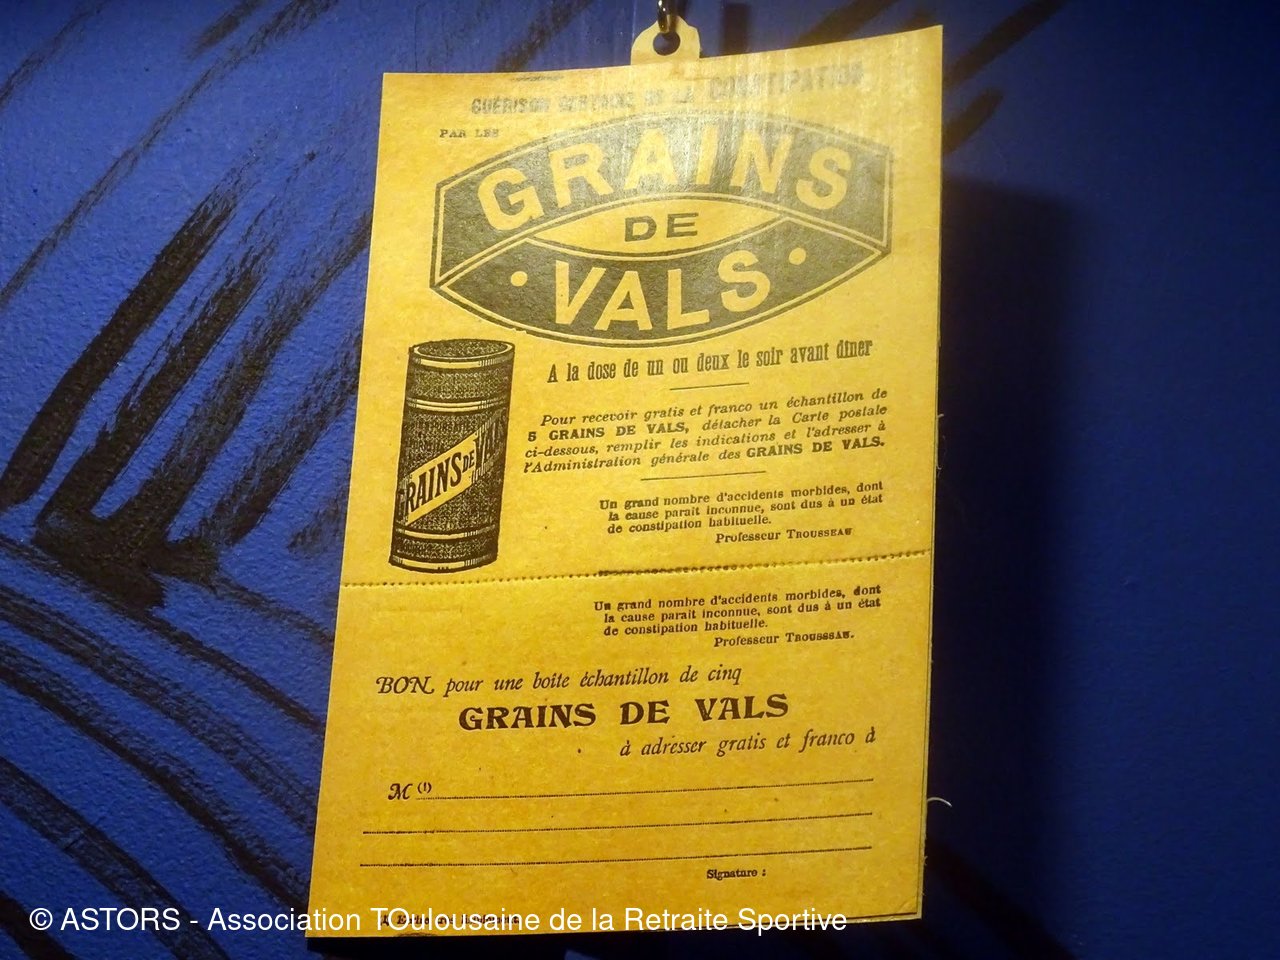 GUÉRISON CERTAINE DE LA CONSTIPATION
PAR LES
GRAINS
DE
VALS
A la dose de un ou deux le soir avant dîner
Pour recevoir gratis et franco un échantillon de
5 GRAINS DE VALS, détacher la Carte postale
ci-dessous, remplir les indications et l'adresser à
l'Administration générale des GRAINS DE VALS.
GRAINS DE VALS
Un grand nombre d'accidents morbides, dont
la cause paraît inconnue, sont dus à un état
de constipation habituelle.
Professeur TROUSSEAU
Un grand nombre d'accidents morbides, dont
la cause paraît inconnue, sont dus à un état
de constipation habituelle.
Professeur TROUSSEAU.
BON pour une boîte échantillon de cinq
GRAINS DE VALS
à adresser gratis et franco à
M (1)
Signature :
© ASTORS - Association TOulousaine de la Retraite Sportive